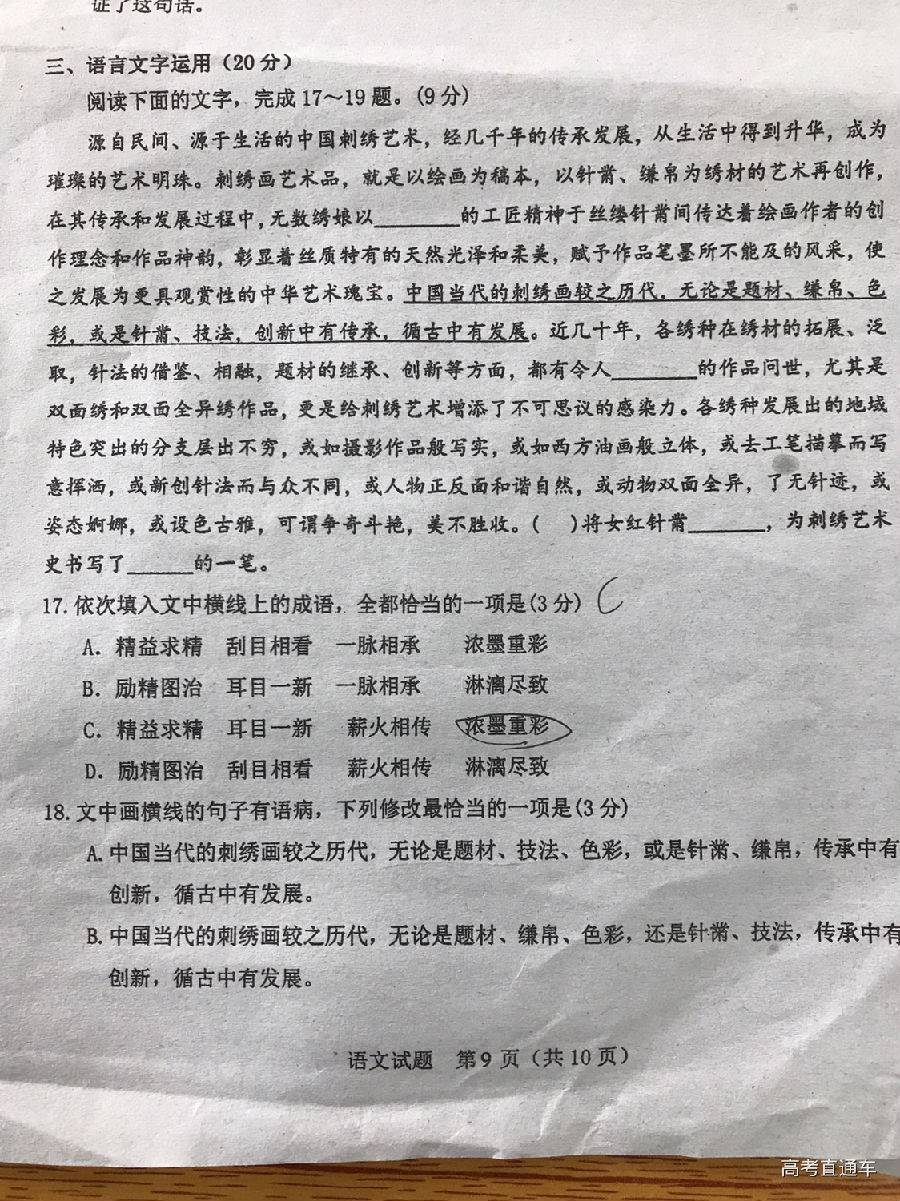 证了这句话。
三、语言文字运用（20分）
阅读下面的文字，完成17～19题。(9分)
源自民间、源于生活的中国刺绣艺术，经几千年的传承发展，从生活中得到升华，成为
璀璨的艺术明珠。刺绣画艺术品，就是以绘画为稿本，以针黹、缣帛为绣材的艺术再创作，
在其传承和发展过程中，无数绣娘以________的工匠精神于丝缕针黹间传达着绘画作者的创
作理念和作品神韵，彰显着丝质特有的天然光泽和柔美，赋予作品笔墨所不能及的风采，使
之发展为更具观赏性的中华艺术瑰宝。中国当代的刺绣画较之历代，无论是题材、缣帛、色
彩，或是针黹、技法，创新中有传承，循古中有发展。近几十年，各绣种在绣材的拓展、泛
取，针法的借鉴、相融，题材的继承、创新等方面，都有令人________的作品问世，尤其是
双面绣和双面全异绣作品，更是给刺绣艺术增添了不可思议的感染力。各绣种发展出的地域
特色突出的分支层出不穷，或如摄影作品般写实，或如西方油画般立体，或去工笔描摹而写
意挥洒，或新创针法而与众不同，或人物正反面和谐自然，或动物双面全异，了无针迹，或
姿态婀娜，或设色古雅，可谓争奇斗艳，美不胜收。(　)将女红针黹_______，为刺绣艺术
史书写了______的一笔。
17. 依次填入文中横线上的成语，全都恰当的一项是(3分) C
A. 精益求精 刮目相看 一脉相承 浓墨重彩
B. 励精图治 耳目一新 一脉相承 淋漓尽致
C. 精益求精 耳目一新 薪火相传 浓墨重彩
D. 励精图治 刮目相看 薪火相传 淋漓尽致
18. 文中画横线的句子有语病，下列修改最恰当的一项是(3分)
A. 中国当代的刺绣画较之历代，无论是题材、技法、色彩，或是针黹、缣帛，传承中有
创新，循古中有发展。
B. 中国当代的刺绣画较之历代，无论是题材、缣帛、色彩，还是针黹、技法，传承中有
创新，循古中有发展。
语文试题 第9页（共10页）
高考直通车